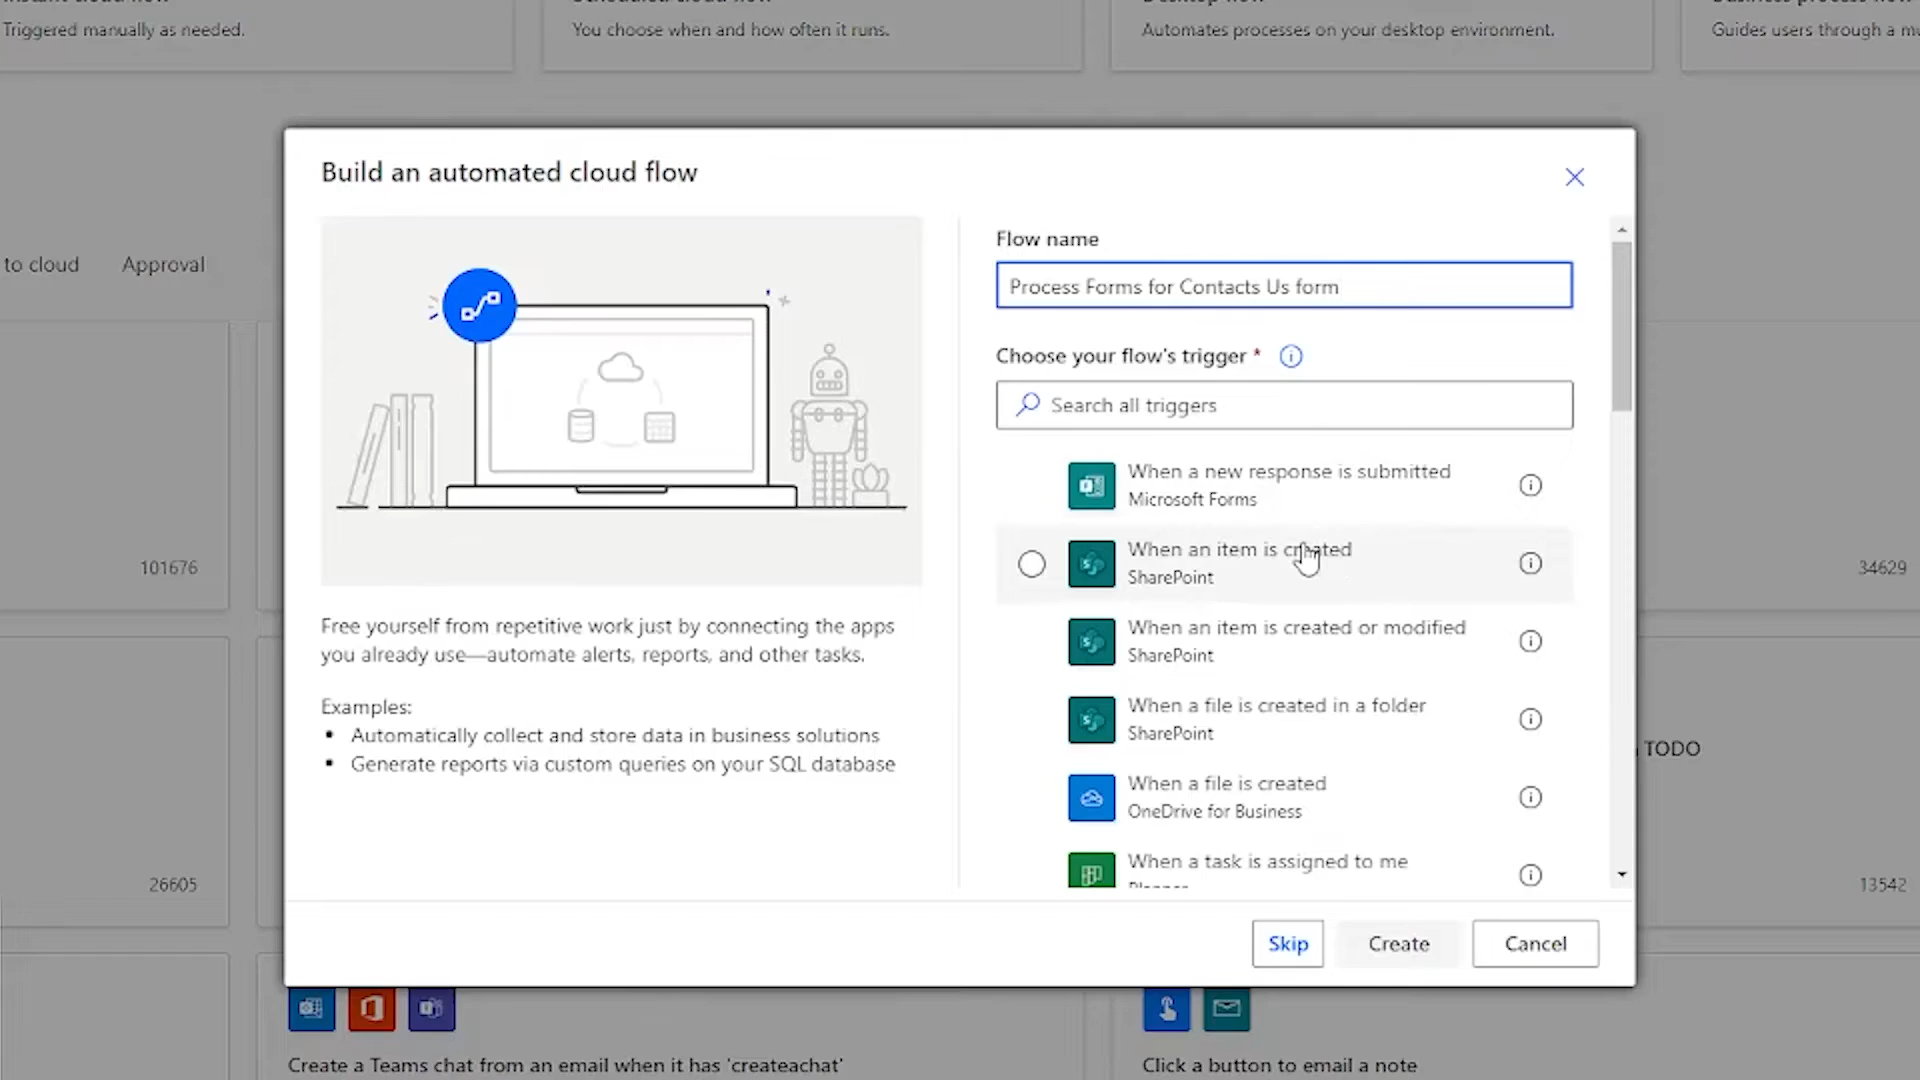 Triggered manually as needed.
You choose when and how often it runs.
Automates processes on your desktop environment.
Guides users through a
to cloud
Approval
101676
34629
TODO
26605
13542
Build an automated cloud flow
Free yourself from repetitive work just by connecting the apps
you already use—automate alerts, reports, and other tasks.
Examples:
• Automatically collect and store data in business solutions
• Generate reports via custom queries on your SQL database
Flow name
Process Forms for Contacts Us form
Choose your flow's trigger *
Search all triggers
When a new response is submitted
Microsoft Forms
When an item is created
SharePoint
When an item is created or modified
SharePoint
When a file is created in a folder
SharePoint
When a file is created
OneDrive for Business
When a task is assigned to me
Skip
Create
Cancel
Create a Teams chat from an email when it has 'createachat'
Click a button to email a note